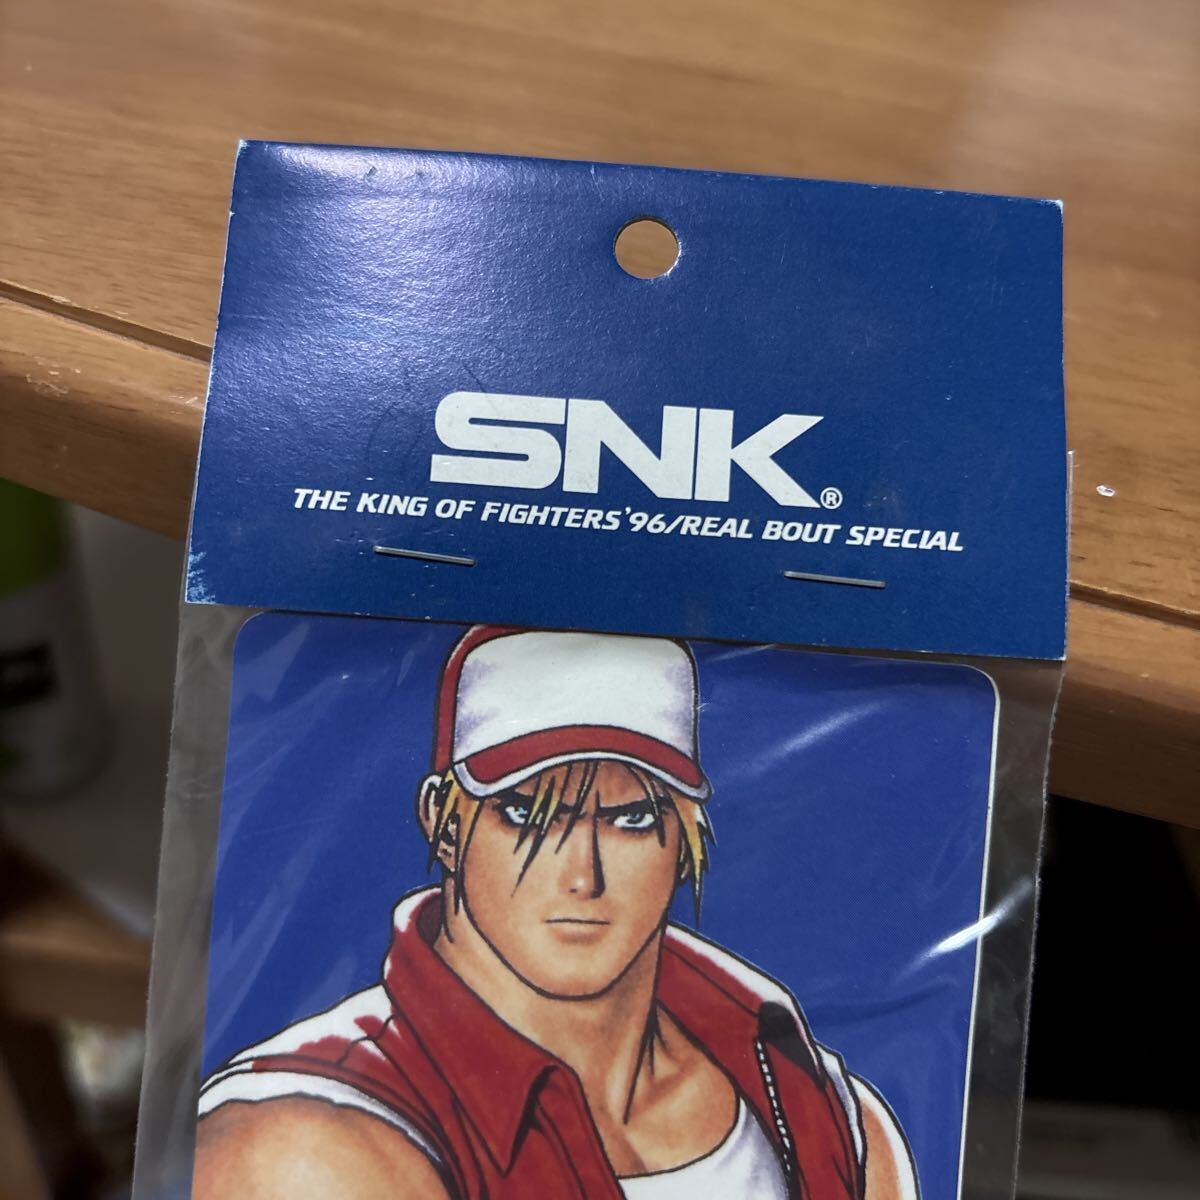 SNK®
THE KING OF FIGHTERS'96/REAL BOUT SPECIAL